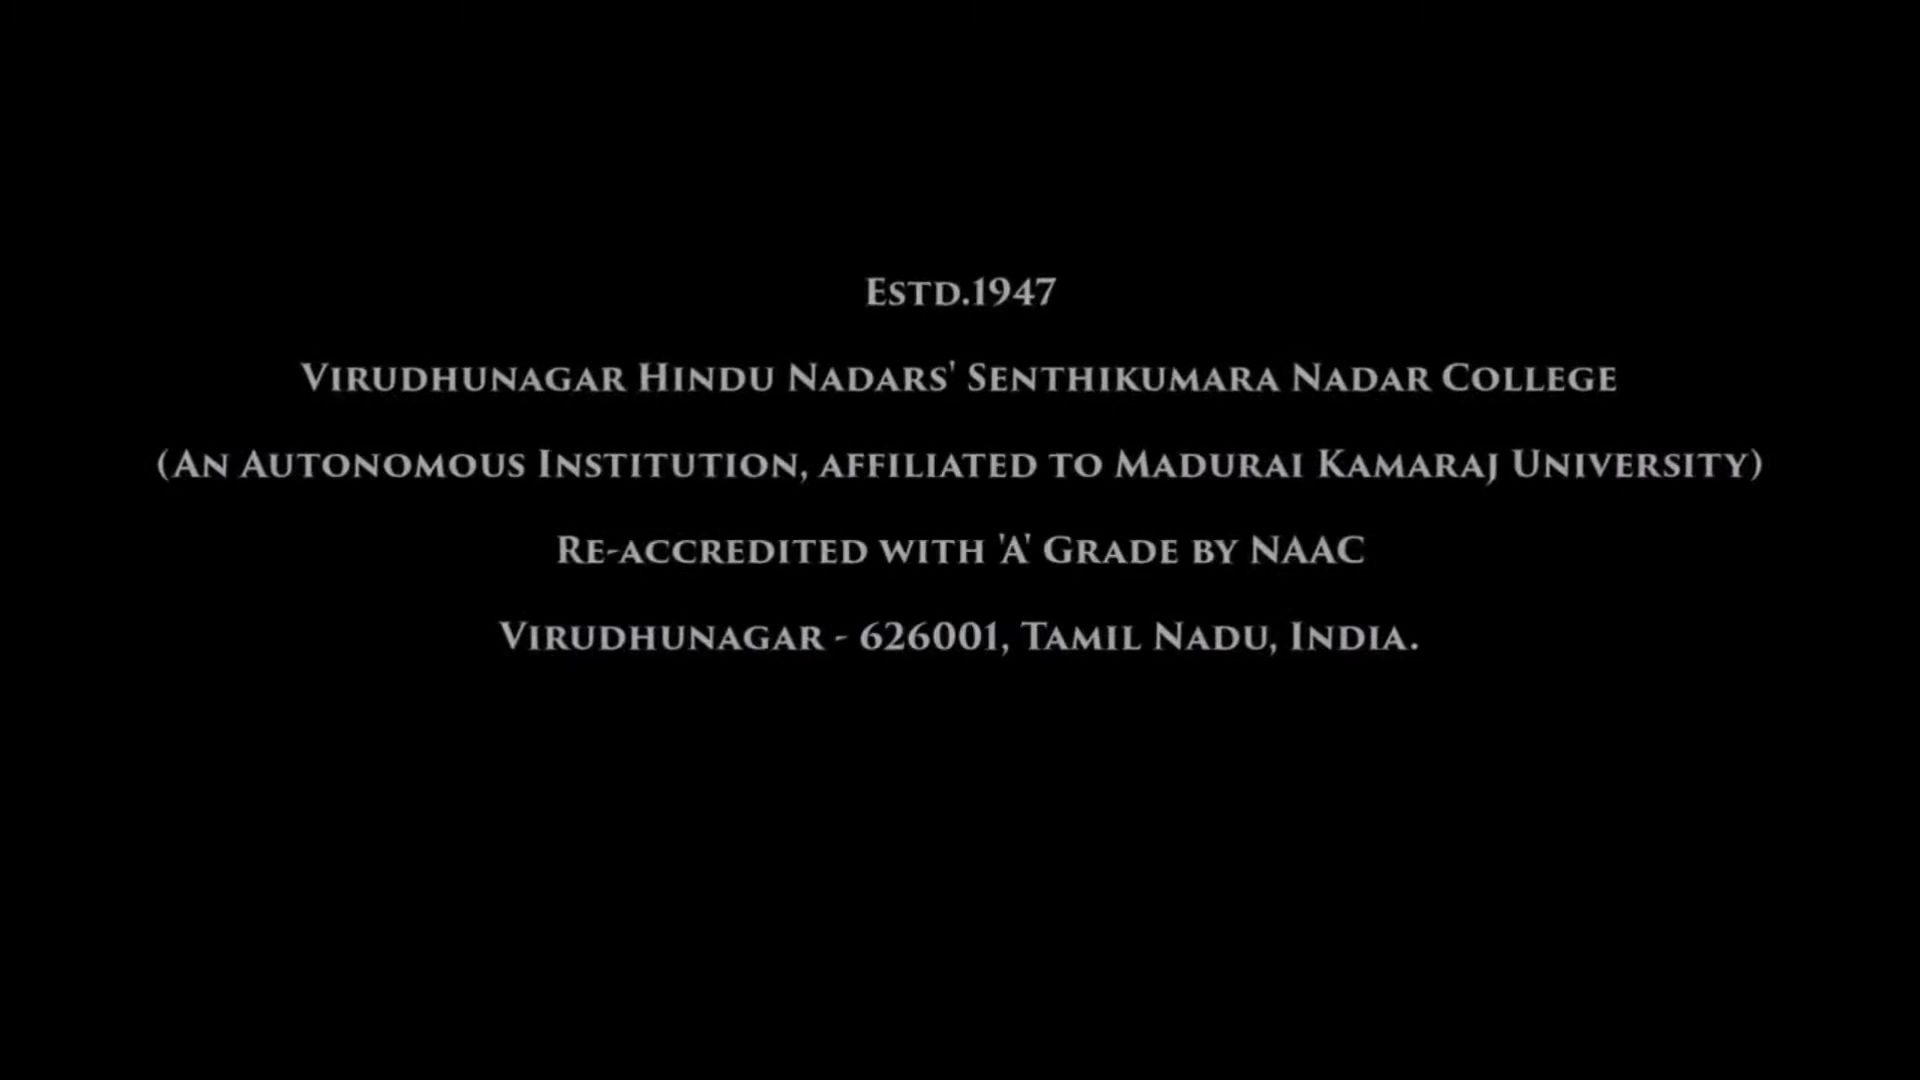 Estd.1947
Virudhunagar Hindu Nadars' Senthikumara Nadar College
(An Autonomous Institution, affiliated to Madurai Kamaraj University)
Re-accredited with 'A' Grade by NAAC
Virudhunagar - 626001, Tamil Nadu, India.